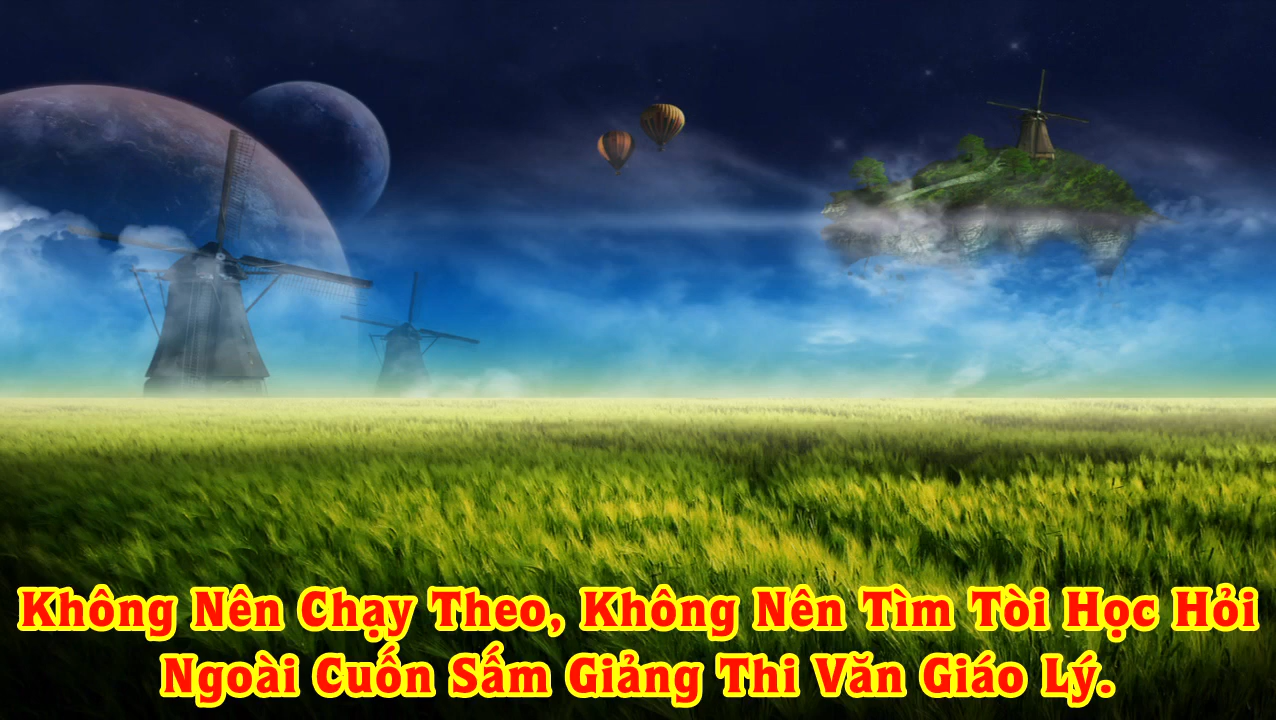 Không Nên Chạy Theo, Không Nên Tìm Tòi Học Hỏi
Ngoài Cuốn Sấm Giảng Thi Văn Giáo Lý.